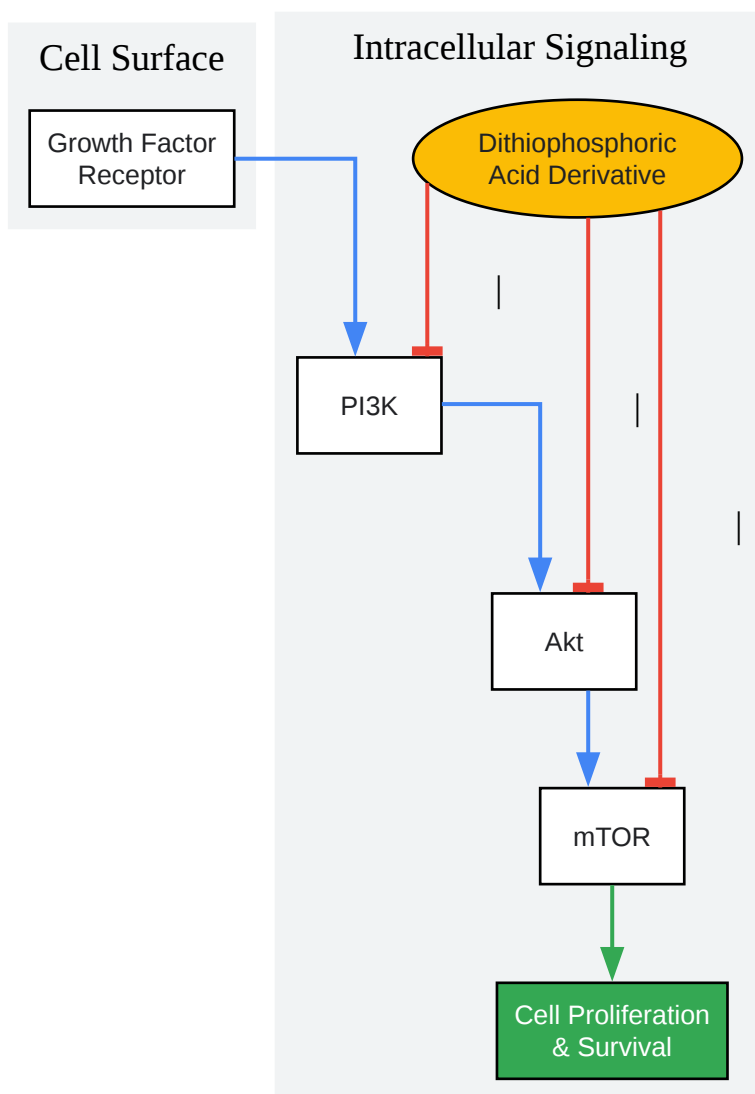 Cell Surface
Intracellular Signaling
Growth Factor
Receptor
Dithiophosphoric
Acid Derivative
|
PI3K
|
|
Akt
mTOR
Cell Proliferation
& Survival